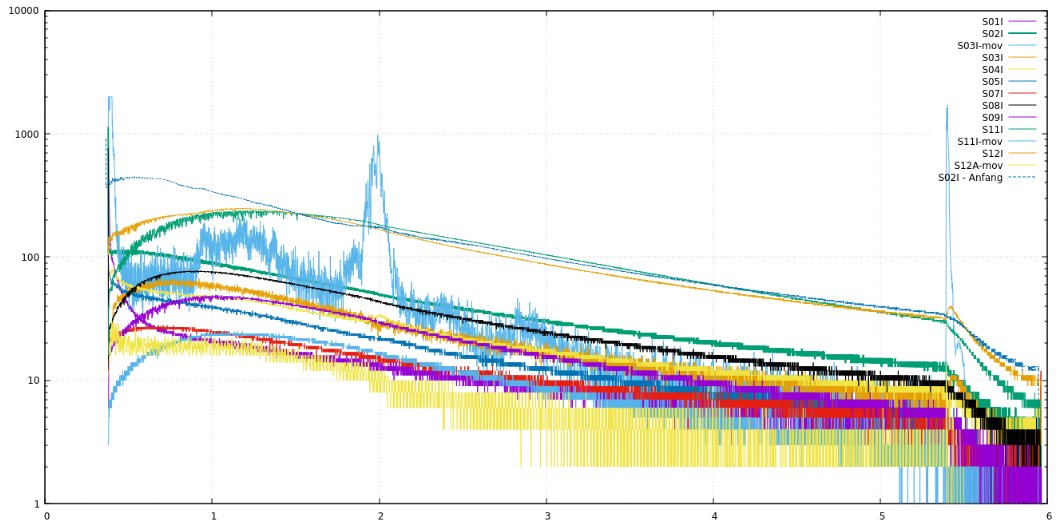 10000
1000
100
10
1
0
1
2
3
4
5
6
S01I
S02I
S03I-mov
S03I
S04I
S05I
S07I
S08I
S09I
S11I
S11I-mov
S12I
S12A-mov
S02I - Anfang